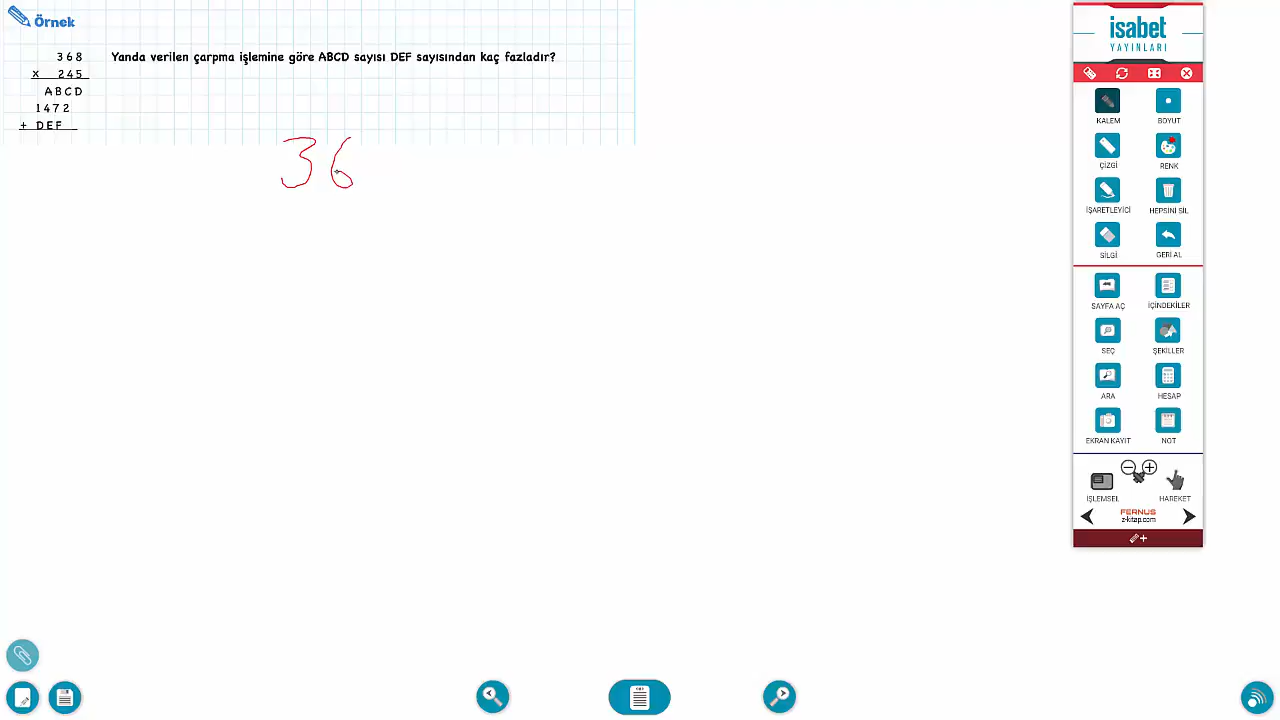 Örnek
368
x 245
ABCD
1472
+ DEF
Yanda verilen çarpma işlemine göre ABCD sayısı DEF sayısından kaç fazladır?
36
isabet
YAYINLARI
KALEM
BOYUT
ÇİZGİ
RENK
İŞARETLEYİCİ
HEPSİNİ SİL
SİLGİ
GERİ AL
SAYFA AÇ
İÇİNDEKİLER
SEÇ
ŞEKİLLER
ARA
HESAP
EKRAN KAYIT
NOT
İŞLEMSEL
HAREKET
FERNUS
z-kitap.com